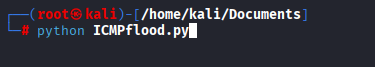 ┌──(root㉿kali)-[/home/kali/Documents]
└─# python ICMPflood.py